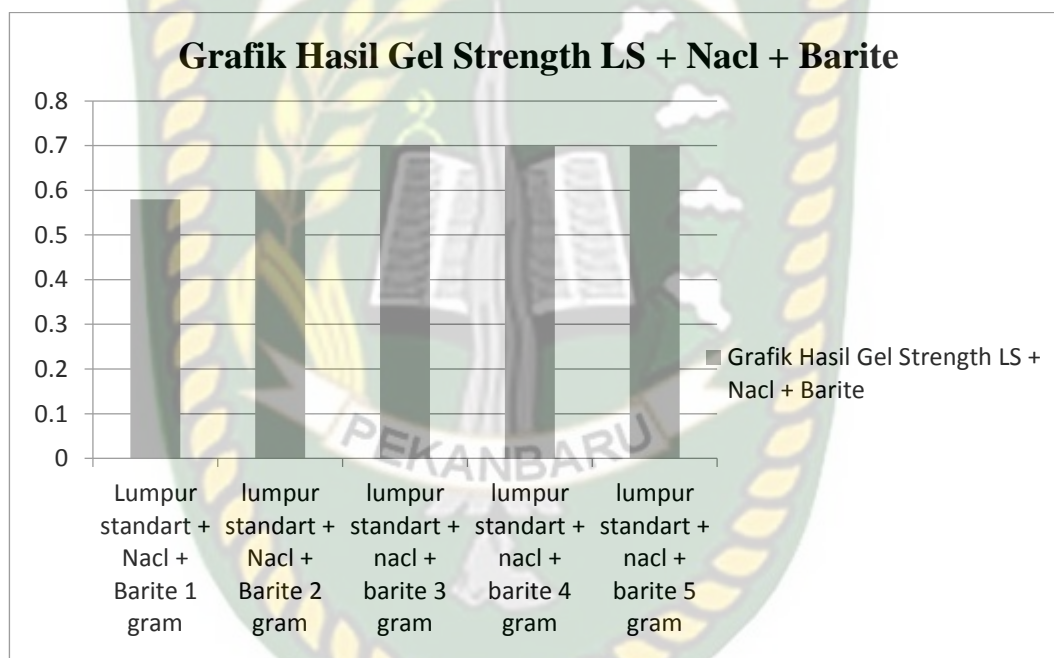 Grafik Hasil Gel Strength LS + Nacl + Barite
0.8
0.7
0.6
0.5
0.4
0.3
0.2
0.1
0
Lumpur
standart +
Nacl +
Barite 1
gram
lumpur
standart +
Nacl +
Barite 2
gram
lumpur
standart +
nacl +
barite 3
gram
lumpur
standart +
nacl +
barite 4
gram
lumpur
standart +
nacl +
barite 5
gram
Grafik Hasil Gel Strength LS +
Nacl + Barite
PEKANBARU